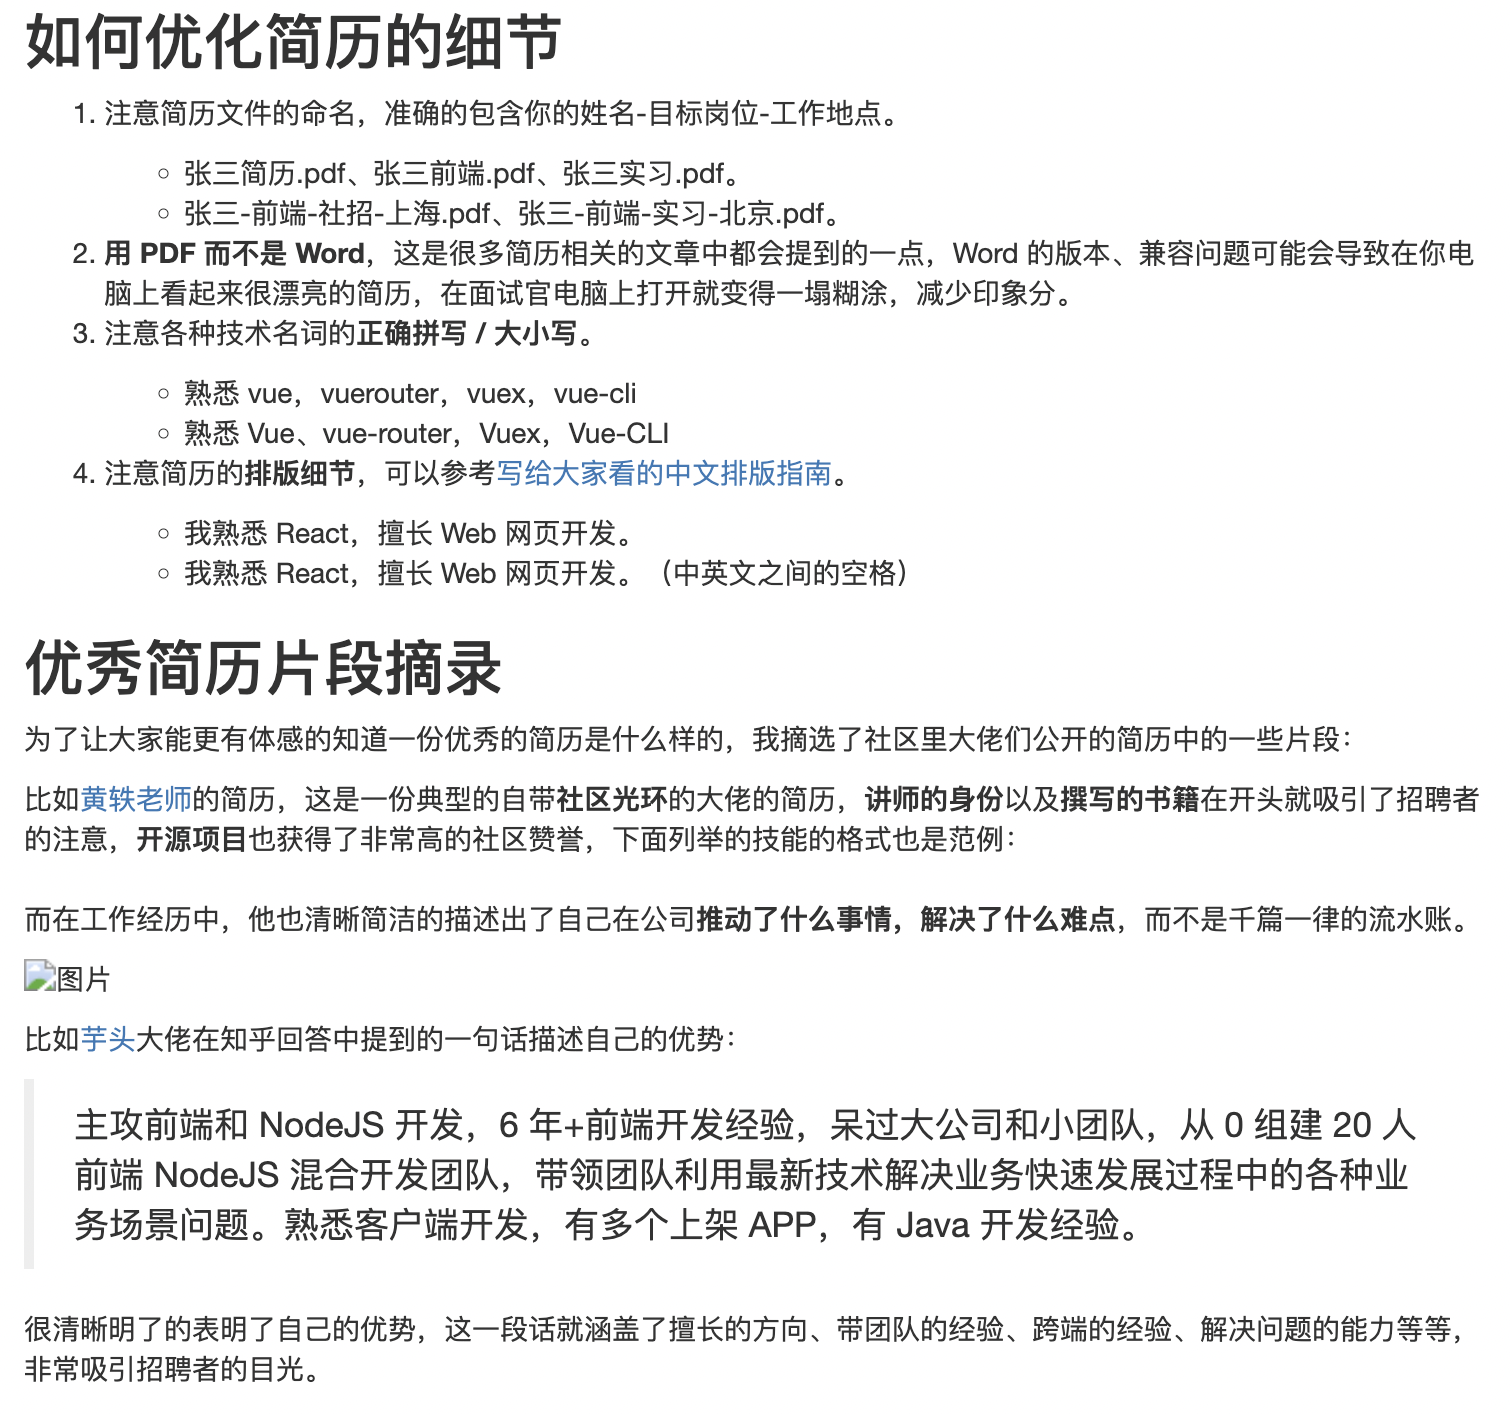 如何优化简历的细节
1. 注意简历文件的命名，准确的包含你的姓名-目标岗位-工作地点。
◦ 张三简历.pdf、张三前端.pdf、张三实习.pdf。
◦ 张三-前端-社招-上海.pdf、张三-前端-实习-北京.pdf。
2. 用 PDF 而不是 Word，这是很多简历相关的文章中都会提到的一点，Word 的版本、兼容问题可能会导致在你电
脑上看起来很漂亮的简历，在面试官电脑上打开就变得一塌糊涂，减少印象分。
3. 注意各种技术名词的正确拼写 / 大小写。
◦ 熟悉 vue，vuerouter，vuex，vue-cli
◦ 熟悉 Vue、vue-router，Vuex，Vue-CLI
4. 注意简历的排版细节，可以参考写给大家看的中文排版指南。
◦ 我熟悉 React，擅长 Web 网页开发。
◦ 我熟悉 React，擅长 Web 网页开发。（中英文之间的空格）
优秀简历片段摘录
为了让大家能更有体感的知道一份优秀的简历是什么样的，我摘选了社区里大佬们公开的简历中的一些片段：
比如黄轶老师的简历，这是一份典型的自带社区光环的大佬的简历，讲师的身份以及撰写的书籍在开头就吸引了招聘者
的注意，开源项目也获得了非常高的社区赞誉，下面列举的技能的格式也是范例：
而在工作经历中，他也清晰简洁的描述出了自己在公司推动了什么事情，解决了什么难点，而不是千篇一律的流水账。
图片
比如芋头大佬在知乎回答中提到的一句话描述自己的优势：
主攻前端和 NodeJS 开发，6 年+前端开发经验，呆过大公司和小团队，从 0 组建 20 人
前端 NodeJS 混合开发团队，带领团队利用最新技术解决业务快速发展过程中的各种业
务场景问题。熟悉客户端开发，有多个上架 APP，有 Java 开发经验。
很清晰明了的表明了自己的优势，这一段话就涵盖了擅长的方向、带团队的经验、跨端的经验、解决问题的能力等等，
非常吸引招聘者的目光。